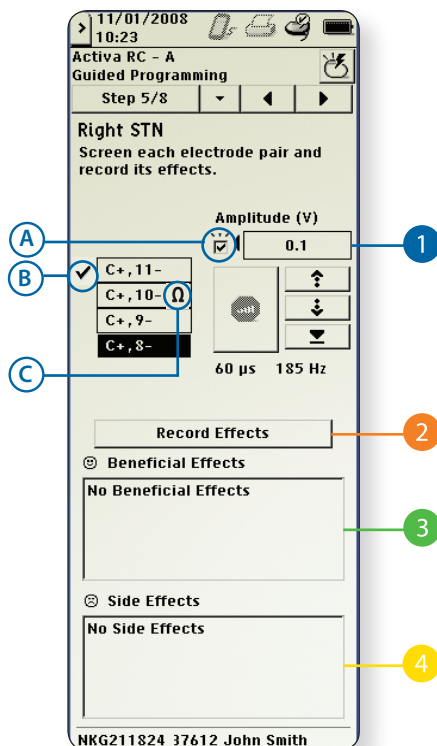 11/01/2008
10:23
Activa RC - A
Guided Programming
Step 5/8
Right STN
Screen each electrode pair and
record its effects.
Amplitude (V)
A
0.1
1
B
C+,11-
C+,10- Ω
C+,9-
C+,8-
C
60 µs 185 Hz
Record Effects
2
Beneficial Effects
No Beneficial Effects
3
Side Effects
No Side Effects
4
NKG211824 37612 John Smith